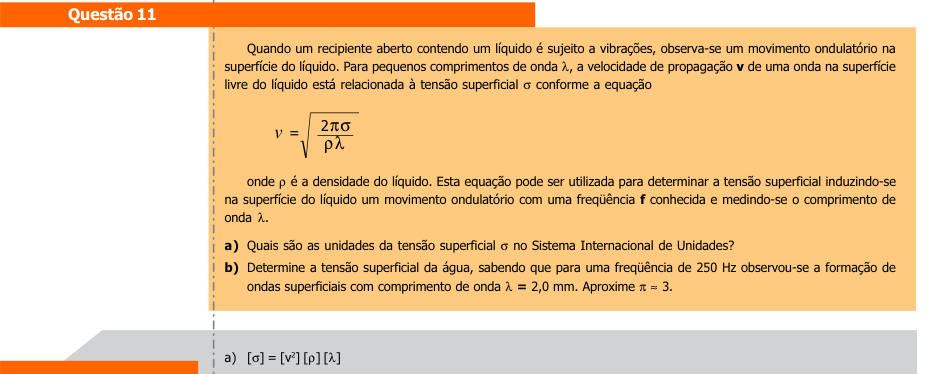 Questão 11
Quando um recipiente aberto contendo um líquido é sujeito a vibrações, observa-se um movimento ondulatório na
superfície do líquido. Para pequenos comprimentos de onda λ, a velocidade de propagação v de uma onda na superfície
livre do líquido está relacionada à tensão superficial σ conforme a equação
v = √(2πσ / ρλ)
onde ρ é a densidade do líquido. Esta equação pode ser utilizada para determinar a tensão superficial induzindo-se
na superfície do líquido um movimento ondulatório com uma freqüência f conhecida e medindo-se o comprimento de
onda λ.
a) Quais são as unidades da tensão superficial σ no Sistema Internacional de Unidades?
b) Determine a tensão superficial da água, sabendo que para uma freqüência de 250 Hz observou-se a formação de
ondas superficiais com comprimento de onda λ = 2,0 mm. Aproxime π ≈ 3.
a) [σ] = [v²] [ρ] [λ]